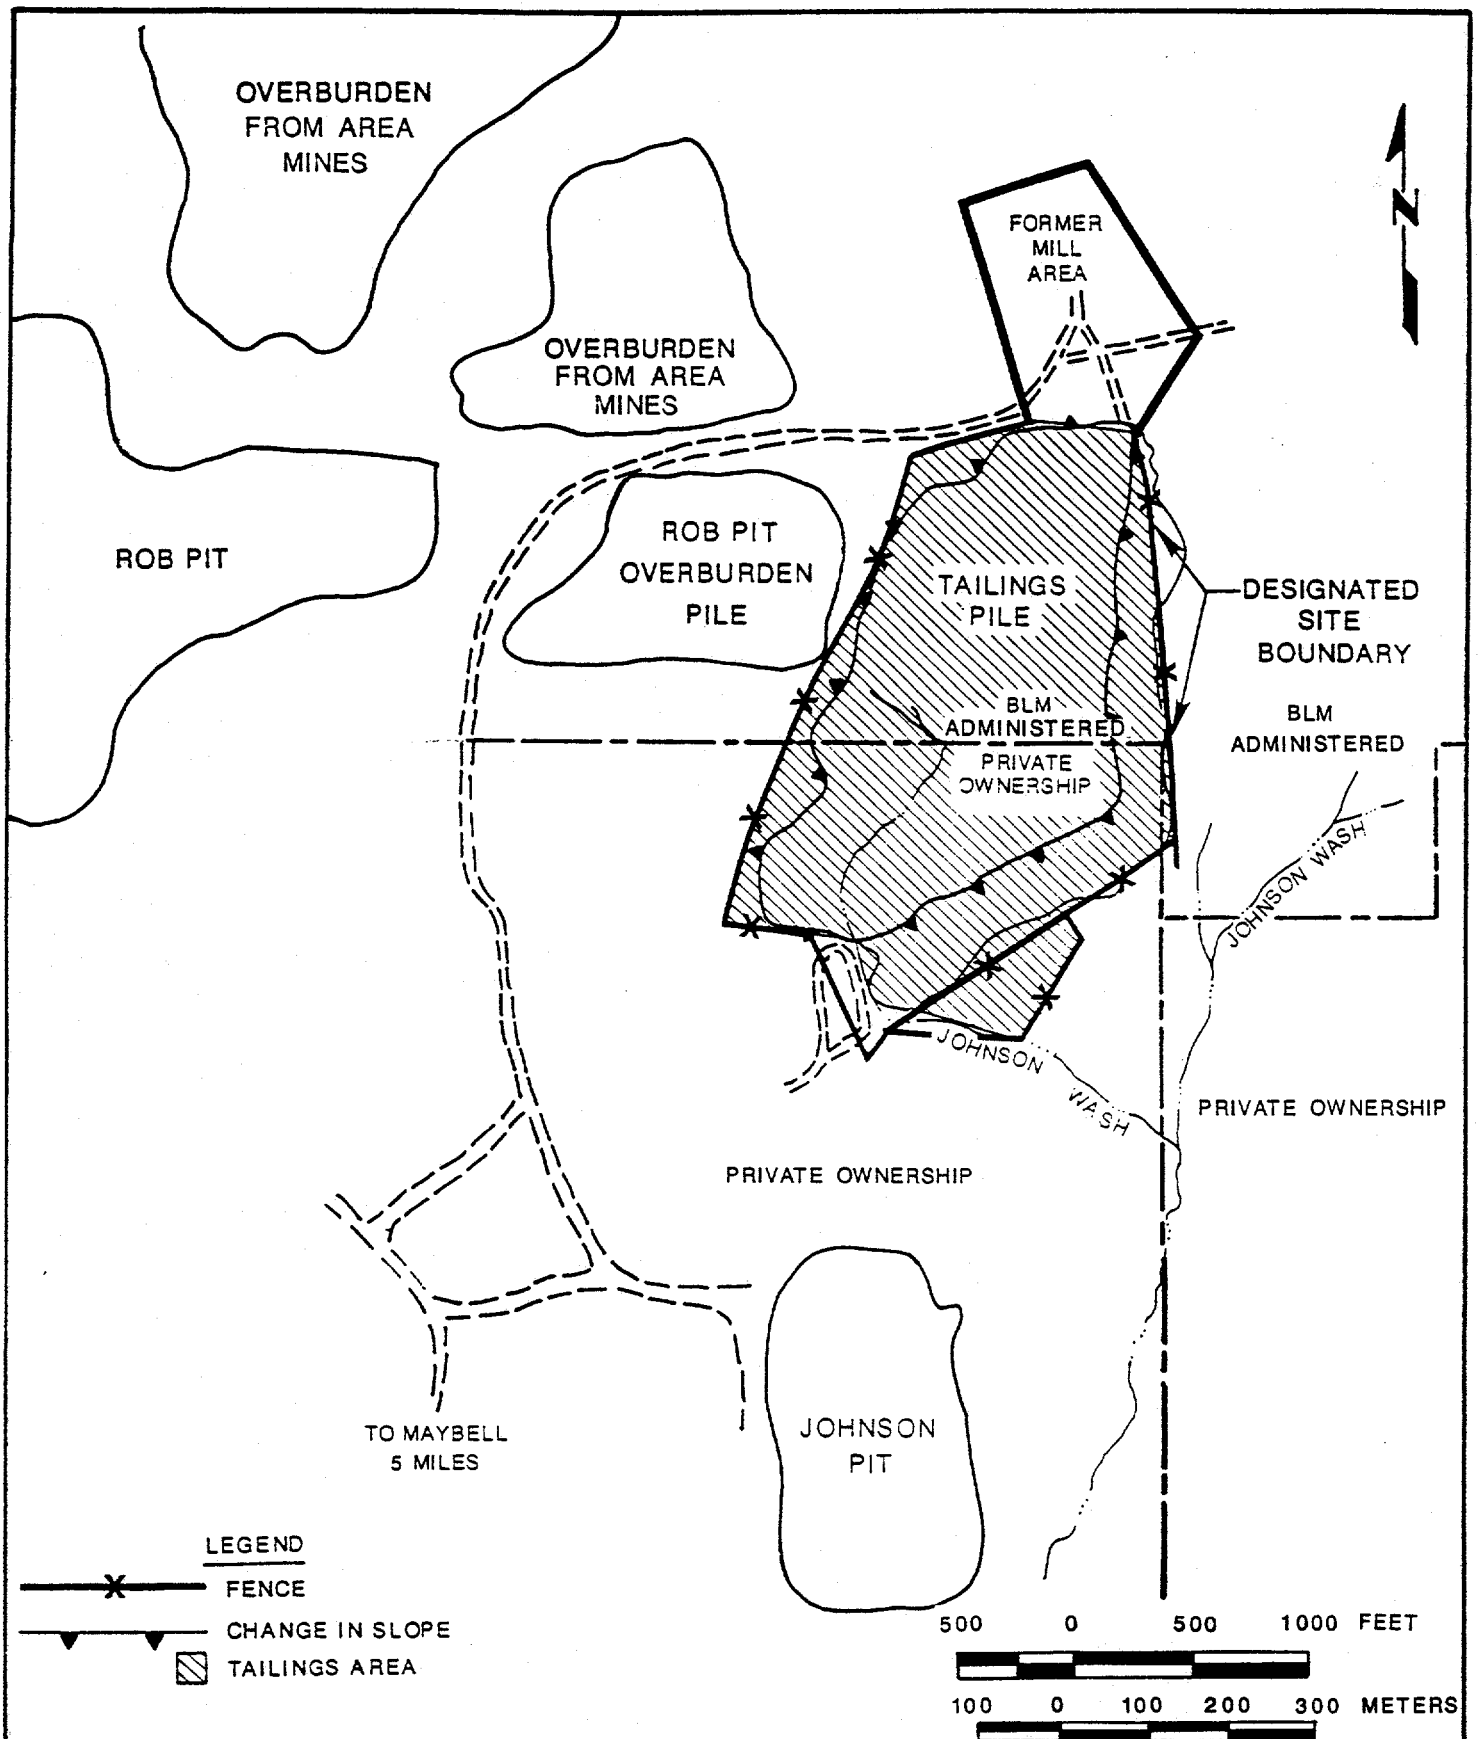 OVERBURDEN
FROM AREA
MINES
N
FORMER
MILL
AREA
OVERBURDEN
FROM AREA
MINES
ROB PIT
ROB PIT
OVERBURDEN
PILE
TAILINGS
PILE
DESIGNATED
SITE
BOUNDARY
BLM
ADMINISTERED
PRIVATE
OWNERSHIP
BLM
ADMINISTERED
JOHNSON WASH
JOHNSON
WASH
PRIVATE OWNERSHIP
PRIVATE OWNERSHIP
JOHNSON
PIT
TO MAYBELL
5 MILES
LEGEND
FENCE
CHANGE IN SLOPE
TAILINGS AREA
500 0 500 1000 FEET
100 0 100 200 300 METERS